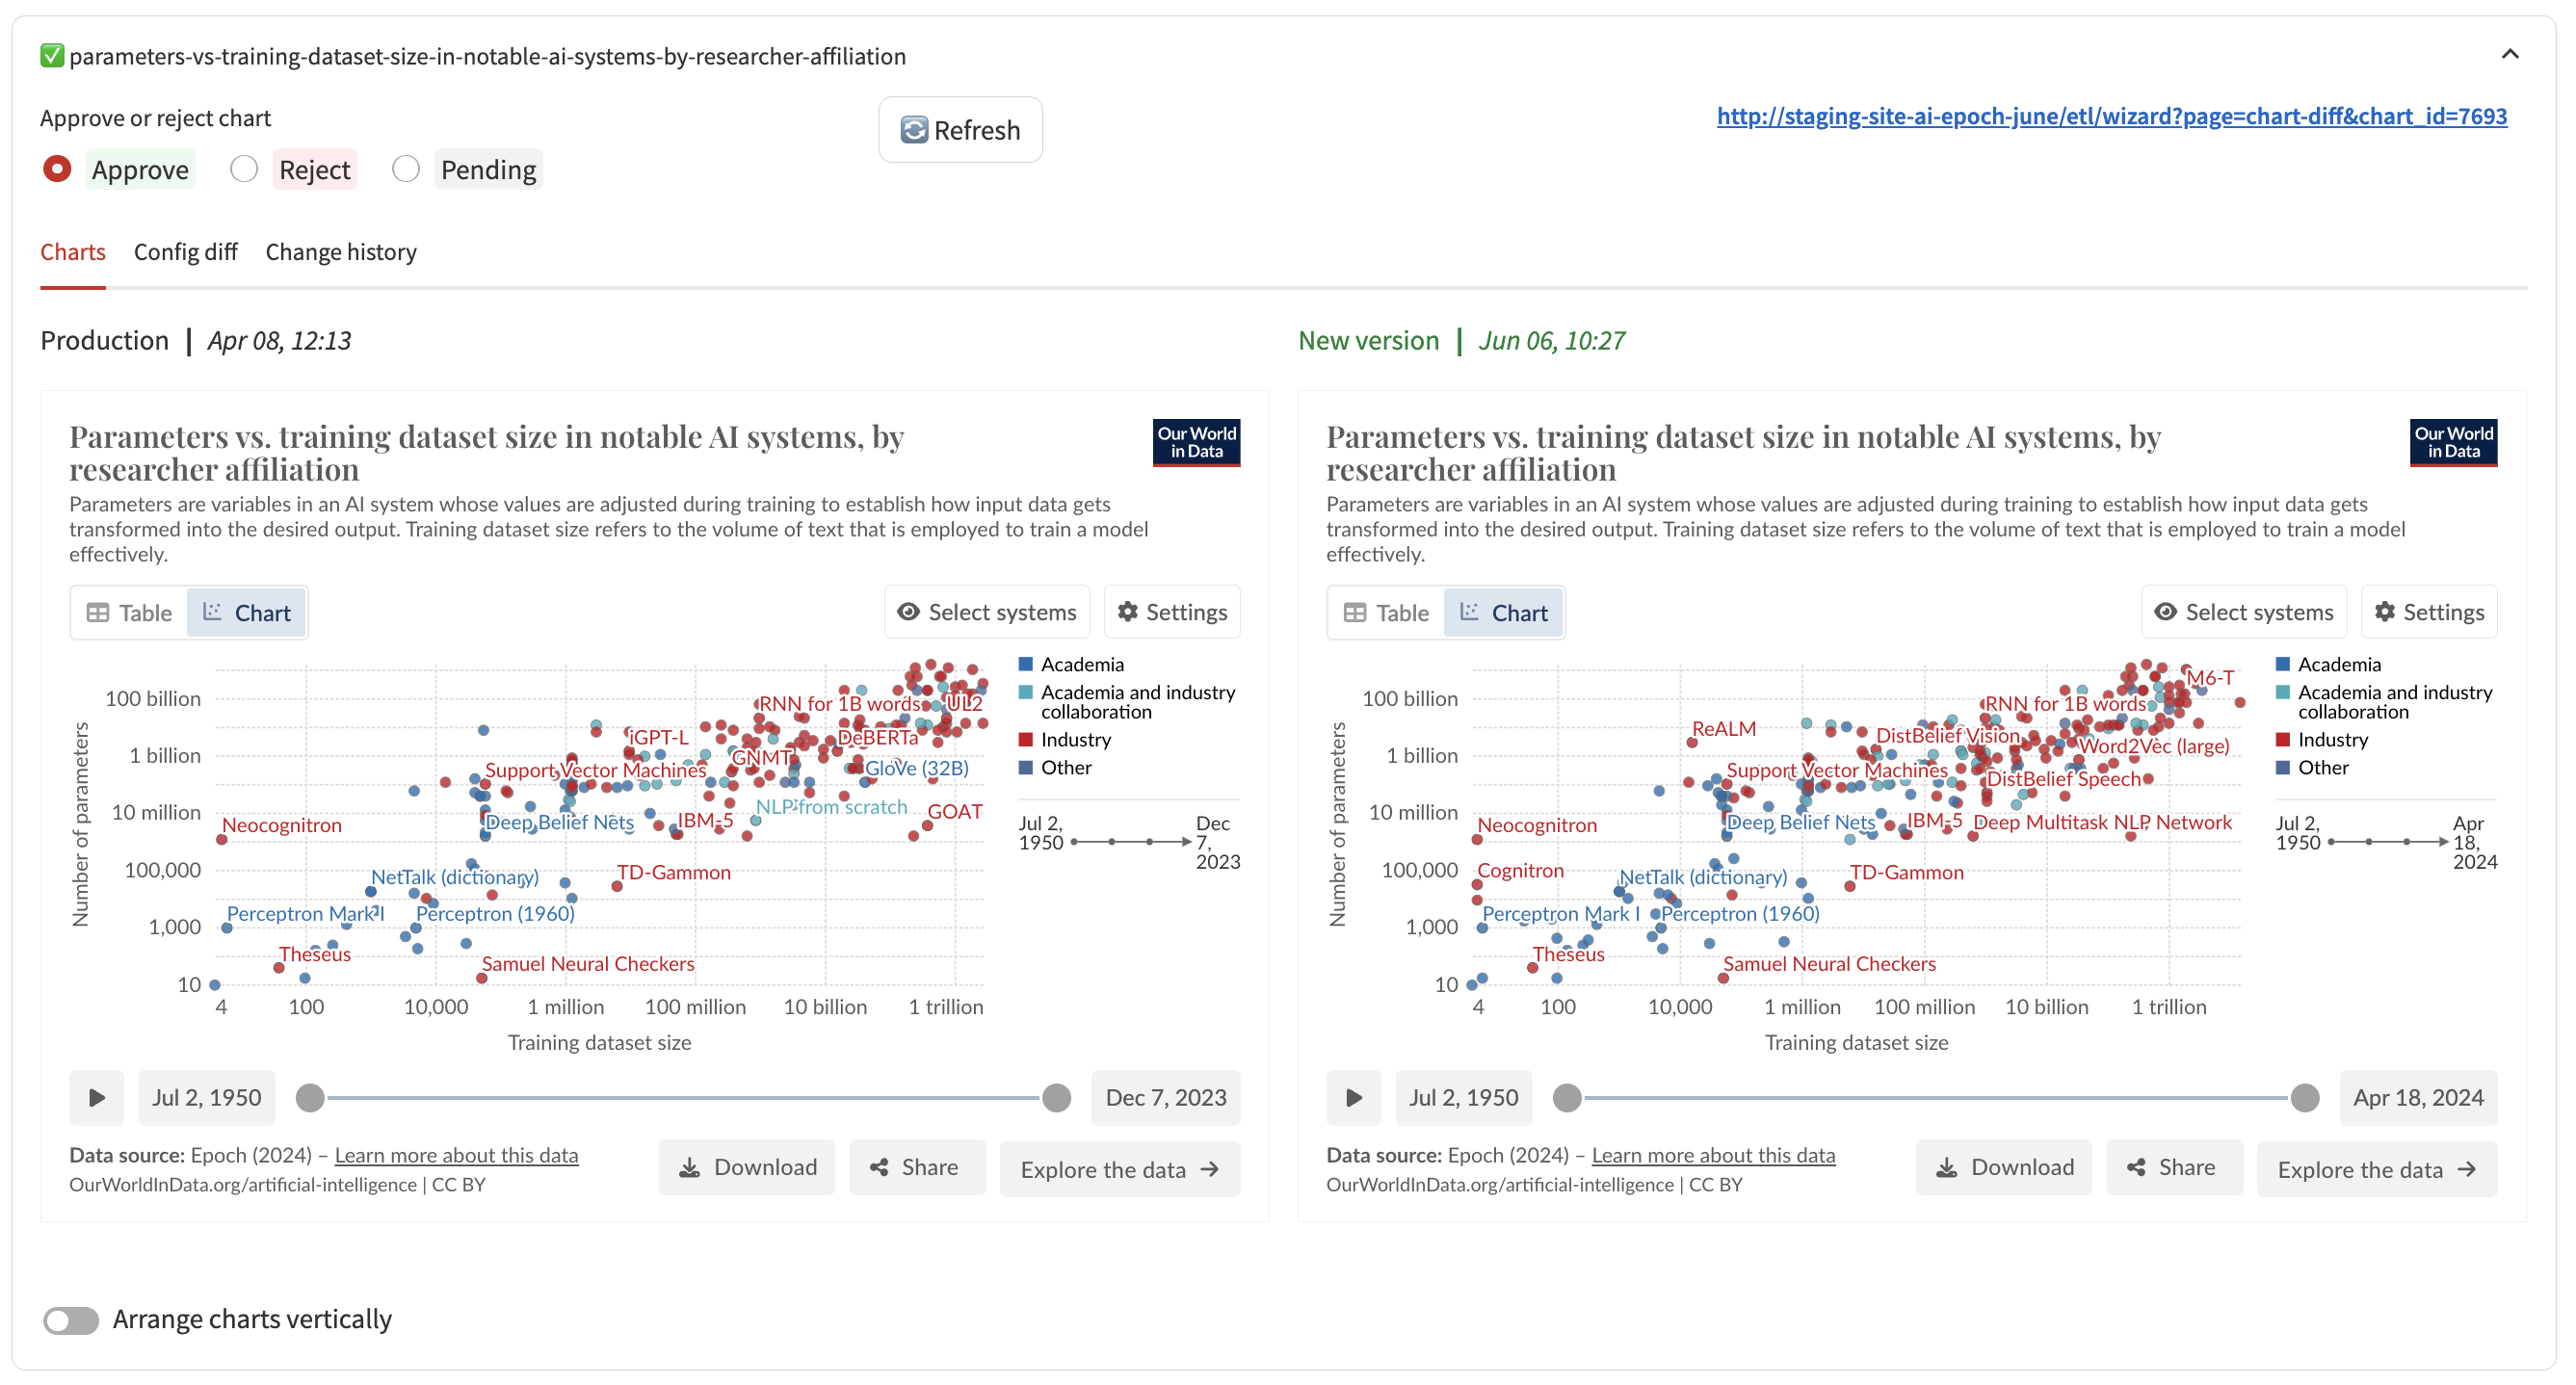 parameters-vs-training-dataset-size-in-notable-ai-systems-by-researcher-affiliation
Approve or reject chart
Refresh
http://staging-site-ai-epoch-june/etl/wizard?page=chart-diff&chart_id=7693
Approve
Reject
Pending
Charts
Config diff
Change history
Production | Apr 08, 12:13
Parameters vs. training dataset size in notable AI systems, by
researcher affiliation
Our World
in Data
Parameters are variables in an AI system whose values are adjusted during training to establish how input data gets
transformed into the desired output. Training dataset size refers to the volume of text that is employed to train a model
effectively.
Table
Chart
Select systems
Settings
Number of parameters
100 billion
1 billion
10 million
100,000
1,000
10
RNN for 1B words
UL2
iGPT-L
DeBERTa
GNMT
Support Vector Machines
GloVe (32B)
NLP from scratch
GOAT
Neocognitron
Deep Belief Nets
IBM-5
NetTalk (dictionary)
TD-Gammon
Perceptron Mark I
Perceptron (1960)
Theseus
Samuel Neural Checkers
4
100
10,000
1 million
100 million
10 billion
1 trillion
Training dataset size
Academia
Academia and industry
collaboration
Industry
Other
Jul 2,
1950
Dec
7,
2023
Jul 2, 1950
Dec 7, 2023
Data source: Epoch (2024) – Learn more about this data
OurWorldInData.org/artificial-intelligence | CC BY
Download
Share
Explore the data
New version | Jun 06, 10:27
Parameters vs. training dataset size in notable AI systems, by
researcher affiliation
Our World
in Data
Parameters are variables in an AI system whose values are adjusted during training to establish how input data gets
transformed into the desired output. Training dataset size refers to the volume of text that is employed to train a model
effectively.
Table
Chart
Select systems
Settings
Number of parameters
100 billion
1 billion
10 million
100,000
1,000
10
M6-T
RNN for 1B words
ReALM
DistBelief Vision
Word2Vec (large)
Support Vector Machines
DistBelief Speech
Neocognitron
Deep Belief Nets
IBM-5
Deep Multitask NLP Network
Cognitron
NetTalk (dictionary)
TD-Gammon
Perceptron Mark I
Perceptron (1960)
Theseus
Samuel Neural Checkers
4
100
10,000
1 million
100 million
10 billion
1 trillion
Training dataset size
Academia
Academia and industry
collaboration
Industry
Other
Jul 2,
1950
Apr
18,
2024
Jul 2, 1950
Apr 18, 2024
Data source: Epoch (2024) – Learn more about this data
OurWorldInData.org/artificial-intelligence | CC BY
Download
Share
Explore the data
Arrange charts vertically